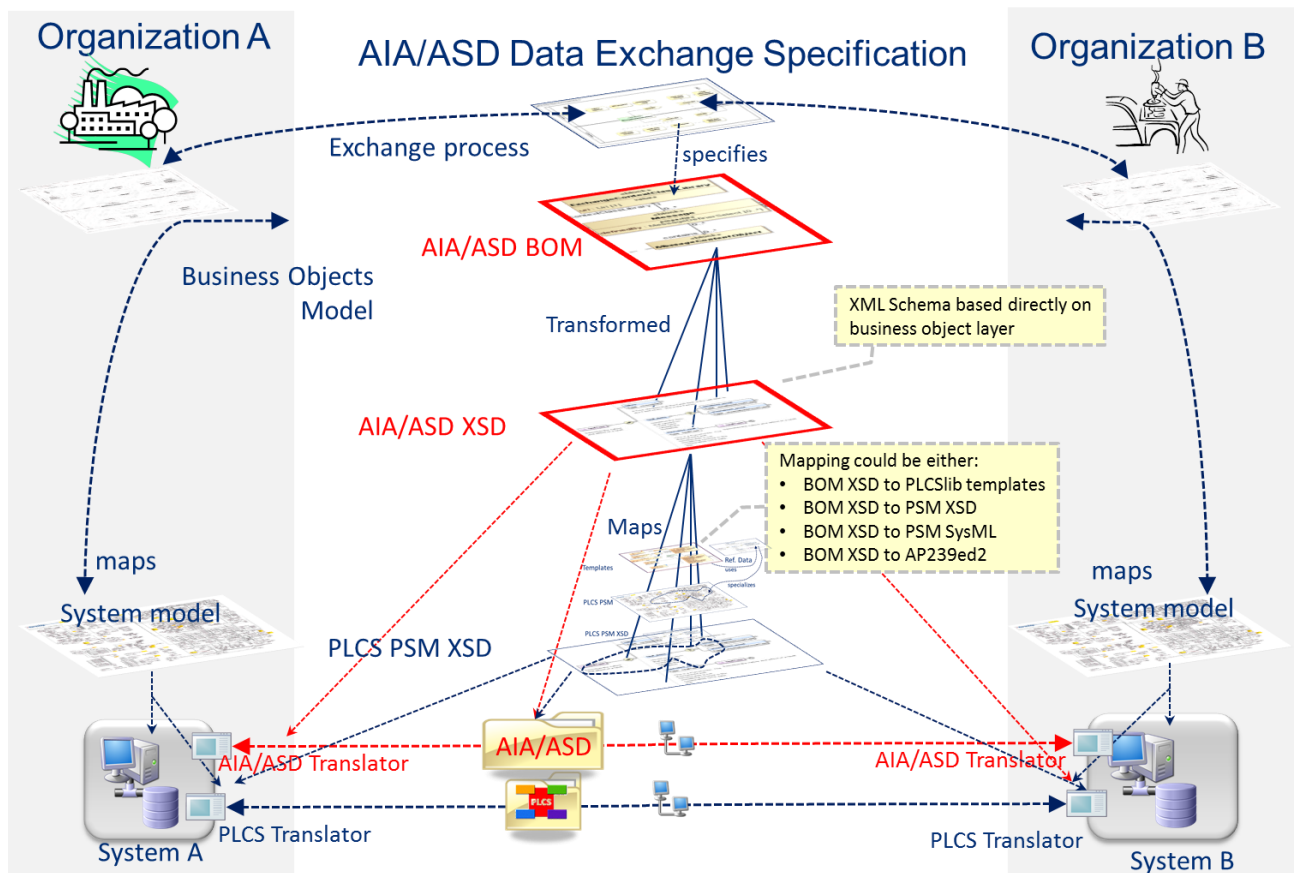 Organization A
AIA/ASD Data Exchange Specification
Organization B
Exchange process
specifies
AIA/ASD BOM
Business Objects
Model
Transformed
XML Schema based directly on
business object layer
AIA/ASD XSD
Mapping could be either:
• BOM XSD to PLCSlib templates
• BOM XSD to PSM XSD
• BOM XSD to PSM SysML
• BOM XSD to AP239ed2
Maps
Templates
Ref. Data
uses
specializes
PLCS PSM
PLCS PSM XSD
maps
System model
maps
System model
PLCS PSM XSD
AIA/ASD
AIA/ASD Translator
AIA/ASD Translator
PLCS
PLCS Translator
PLCS Translator
System A
System B